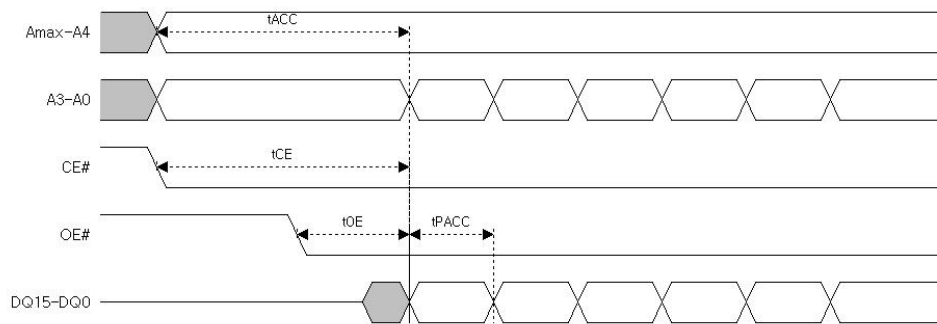 Amax-A4
tACC
A3-A0
CE#
tCE
OE#
tOE
tPACC
DQ15-DQ0